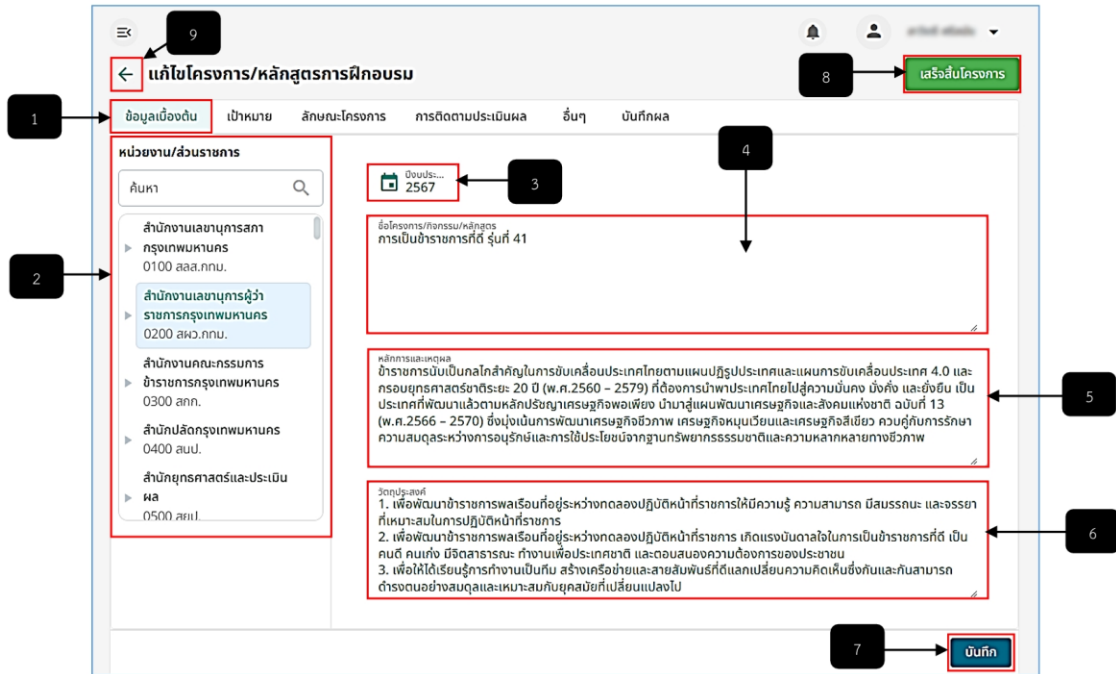 9
แก้ไขโครงการ/หลักสูตรการฝึกอบรม
8
เสร็จสิ้นโครงการ
1
ข้อมูลเบื้องต้น เป้าหมาย ลักษณะโครงการ การติดตามประเมินผล อื่นๆ บันทึกผล
หน่วยงาน/ส่วนราชการ
ค้นหา
2
สำนักงานเลขานุการสภา
กรุงเทพมหานคร
0100 สลส.กทม.
สำนักงานเลขานุการผู้ว่า
ราชการกรุงเทพมหานคร
0200 สผว.กทม.
สำนักงานคณะกรรมการ
ข้าราชการกรุงเทพมหานคร
0300 สกก.
สำนักปลัดกรุงเทพมหานคร
0400 สนป.
สำนักยุทธศาสตร์และประเมิน
ผล
0500 สยป.
ปีงบประ...
2567
3
4
ชื่อโครงการ/กิจกรรม/หลักสูตร
การเป็นข้าราชการที่ดี รุ่นที่ 41
หลักการและเหตุผล
ข้าราชการนับเป็นกลไกสำคัญในการขับเคลื่อนประเทศไทยตามแผนปฏิรูปประเทศและแผนการขับเคลื่อนประเทศ 4.0 และ
กรอบยุทธศาสตร์ชาติระยะ 20 ปี (พ.ศ.2560 – 2579) ที่ต้องการนำพาประเทศไทยไปสู่ความมั่นคง มั่งคั่ง และยั่งยืน เป็น
ประเทศที่พัฒนาแล้วตามหลักปรัชญาเศรษฐกิจพอเพียง นำมาสู่แผนพัฒนาเศรษฐกิจและสังคมแห่งชาติ ฉบับที่ 13
(พ.ศ.2566 – 2570) ซึ่งมุ่งเน้นการพัฒนาเศรษฐกิจชีวภาพ เศรษฐกิจหมุนเวียนและเศรษฐกิจสีเขียว ควบคู่กับการรักษา
ความสมดุลระหว่างการอนุรักษ์และการใช้ประโยชน์จากฐานทรัพยากรธรรมชาติและความหลากหลายทางชีวภาพ
5
วัตถุประสงค์
1. เพื่อพัฒนาข้าราชการพลเรือนที่อยู่ระหว่างทดลองปฏิบัติหน้าที่ราชการให้มีความรู้ ความสามารถ มีสมรรถนะ และจรรยา
ที่เหมาะสมในการปฏิบัติหน้าที่ราชการ
2. เพื่อพัฒนาข้าราชการพลเรือนที่อยู่ระหว่างทดลองปฏิบัติหน้าที่ราชการ เกิดแรงบันดาลใจในการเป็นข้าราชการที่ดี เป็น
คนดี คนเก่ง มีจิตสาธารณะ ทำงานเพื่อประเทศชาติ และตอบสนองความต้องการของประชาชน
3. เพื่อให้ได้เรียนรู้การทำงานเป็นทีม สร้างเครือข่ายและสายสัมพันธ์ที่ดีแลกเปลี่ยนความคิดเห็นซึ่งกันและกันสามารถ
ดำรงตนอย่างสมดุลและเหมาะสมกับยุคสมัยที่เปลี่ยนแปลงไป
6
7
บันทึก